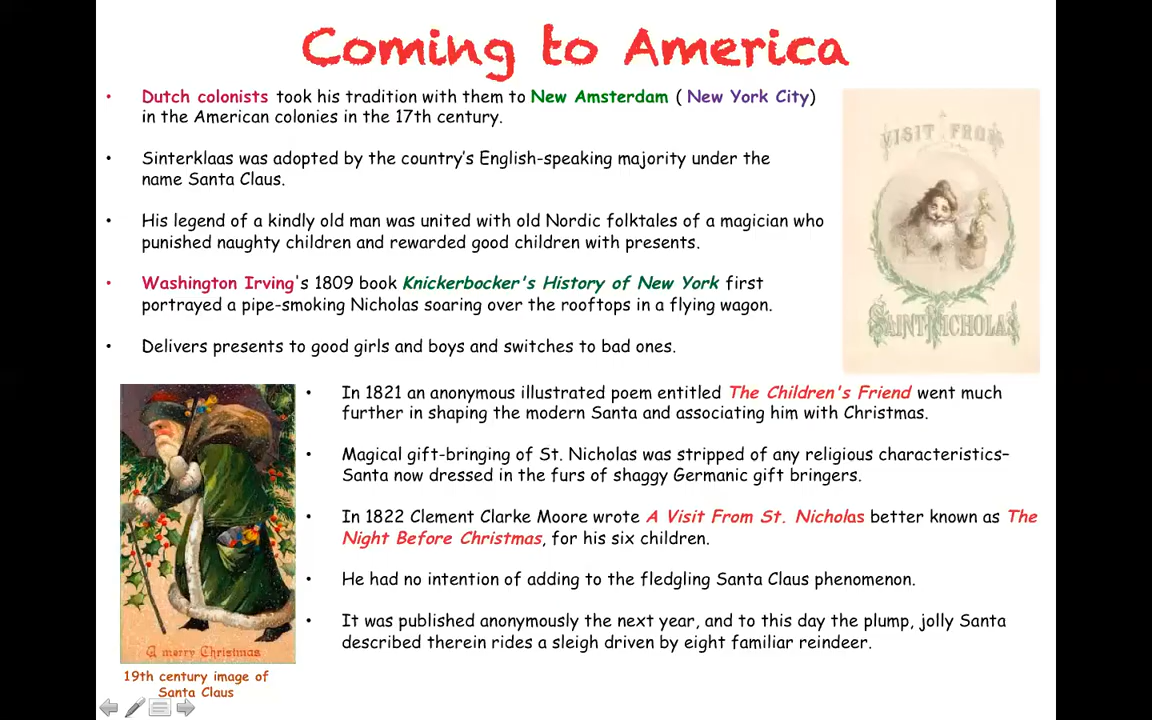 Coming to America
• Dutch colonists took his tradition with them to New Amsterdam ( New York City)
in the American colonies in the 17th century.
• Sinterklaas was adopted by the country's English-speaking majority under the
name Santa Claus.
• His legend of a kindly old man was united with old Nordic folktales of a magician who
punished naughty children and rewarded good children with presents.
• Washington Irving's 1809 book Knickerbocker's History of New York first
portrayed a pipe-smoking Nicholas soaring over the rooftops in a flying wagon.
• Delivers presents to good girls and boys and switches to bad ones.
VISIT FROM
SAINT NICHOLAS
• In 1821 an anonymous illustrated poem entitled The Children's Friend went much
further in shaping the modern Santa and associating him with Christmas.
• Magical gift-bringing of St. Nicholas was stripped of any religious characteristics–
Santa now dressed in the furs of shaggy Germanic gift bringers.
• In 1822 Clement Clarke Moore wrote A Visit From St. Nicholas better known as The
Night Before Christmas, for his six children.
• He had no intention of adding to the fledgling Santa Claus phenomenon.
• It was published anonymously the next year, and to this day the plump, jolly Santa
described therein rides a sleigh driven by eight familiar reindeer.
A merry Christmas
19th century image of
Santa Claus